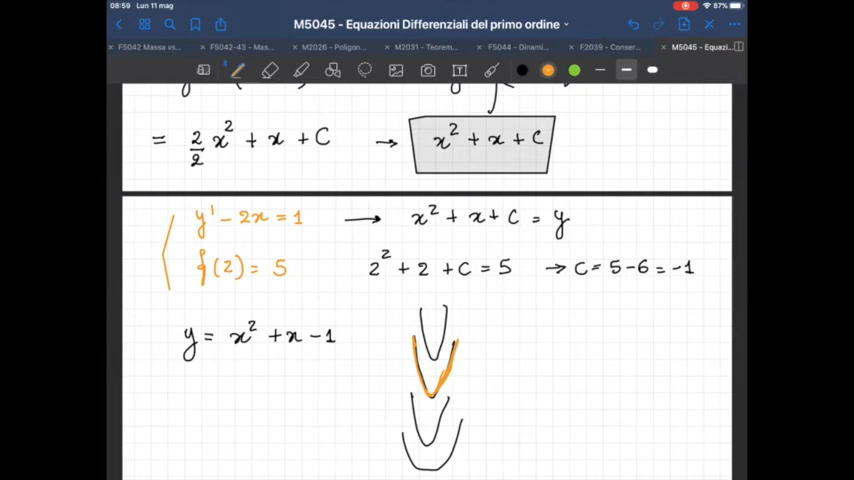 08:59 Lun 11 mag
87%
M5045 - Equazioni Differenziali del primo ordine
F5042 Massa vs...
F5042-43 - Mas...
M2026 - Poligon...
M2031 - Teorem...
F5044 - Dinami...
F2039 - Conser...
M5045 - Equazi...
= 2/2 x² + x + C → x² + x + C
y' - 2x = 1 → x² + x + C = y
f(2) = 5 2² + 2 + C = 5 → C = 5 - 6 = -1
y = x² + x - 1